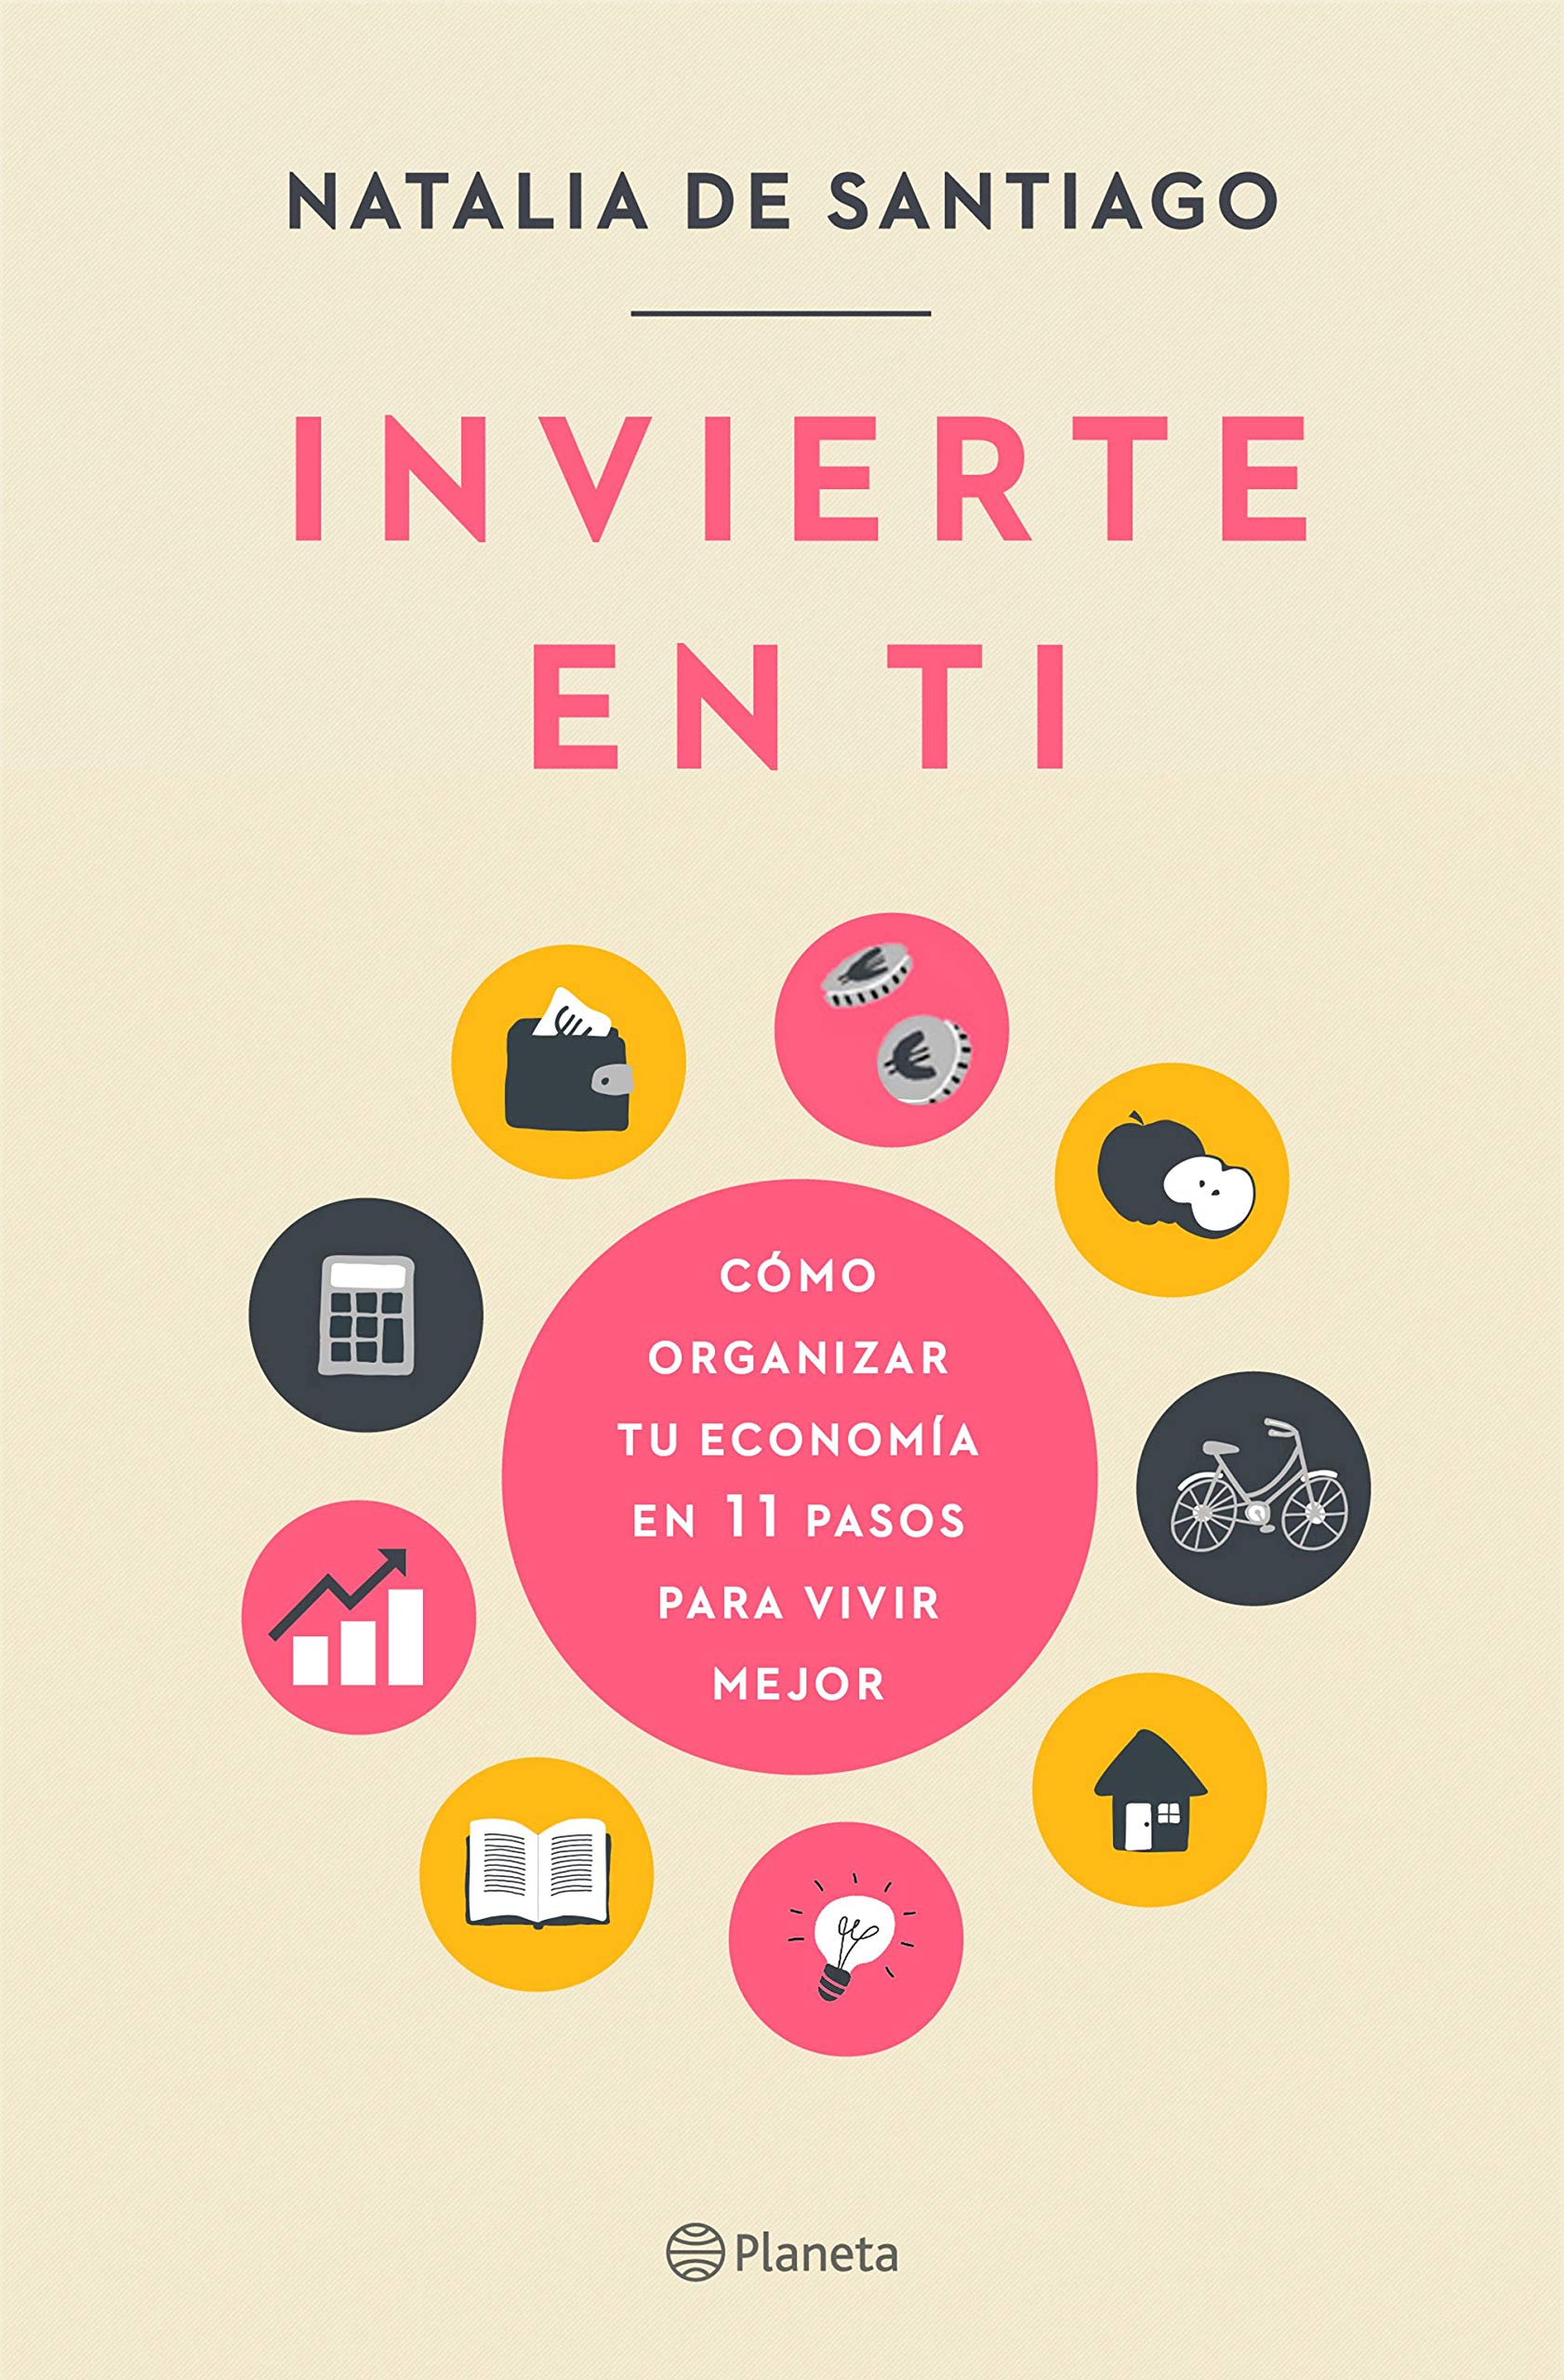 NATALIA DE SANTIAGO
INVIERTE
EN TI
CÓMO
ORGANIZAR
TU ECONOMÍA
EN 11 PASOS
PARA VIVIR
MEJOR
Planeta